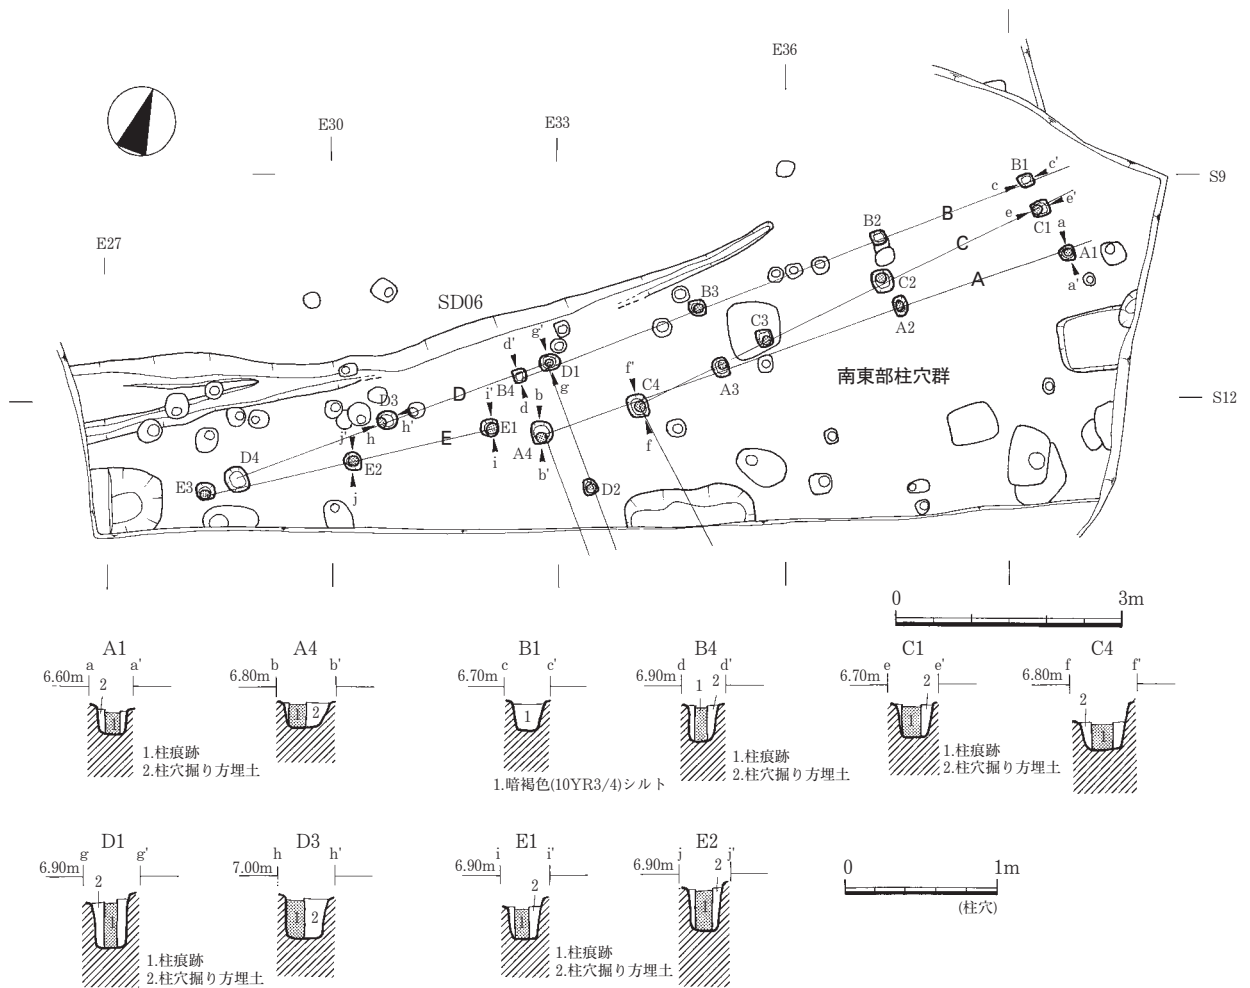 E36
E30
E33
E27
S9
S12
SD06
B1
c
c'
B
B2
e
e'
C1
C
a
A1
a'
A
C2
A2
B3
C3
A3
南東部柱穴群
g'
D1
g
d'
B4
d
D
D3
h
h'
f'
C4
f
i'
E1
i
b
A4
b'
E
j'
E2
j
D4
E3
D2
0 3m
A1
a a'
6.60m
2
1
1.柱痕跡
2.柱穴掘り方埋土
A4
b b'
6.80m
1 2
B1
c c'
6.70m
1
1.暗褐色(10YR3/4)シルト
B4
d d'
6.90m
1 2
1.柱痕跡
2.柱穴掘り方埋土
C1
e e'
6.70m
2
1
1.柱痕跡
2.柱穴掘り方埋土
C4
f f'
6.80m
2
1
D1
g g'
6.90m
2
1
1.柱痕跡
2.柱穴掘り方埋土
D3
h h'
7.00m
1 2
E1
i i'
6.90m
2
1
1.柱痕跡
2.柱穴掘り方埋土
E2
j j'
6.90m
2
1
0 1m
(柱穴)